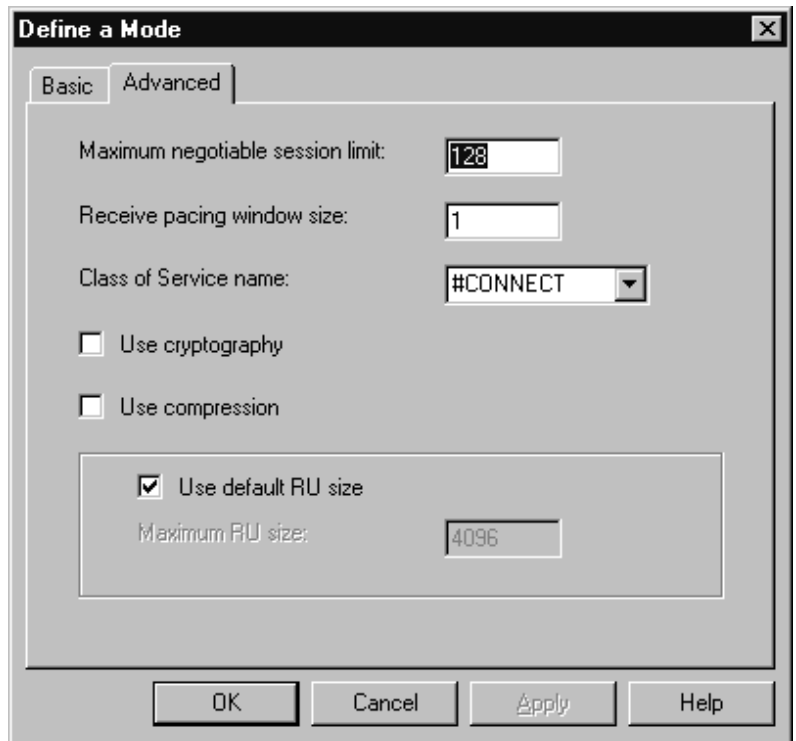 Define a Mode
Basic
Advanced
Maximum negotiable session limit:
128
Receive pacing window size:
1
Class of Service name:
#CONNECT
Use cryptography
Use compression
Use default RU size
Maximum RU size:
4096
OK
Cancel
Apply
Help